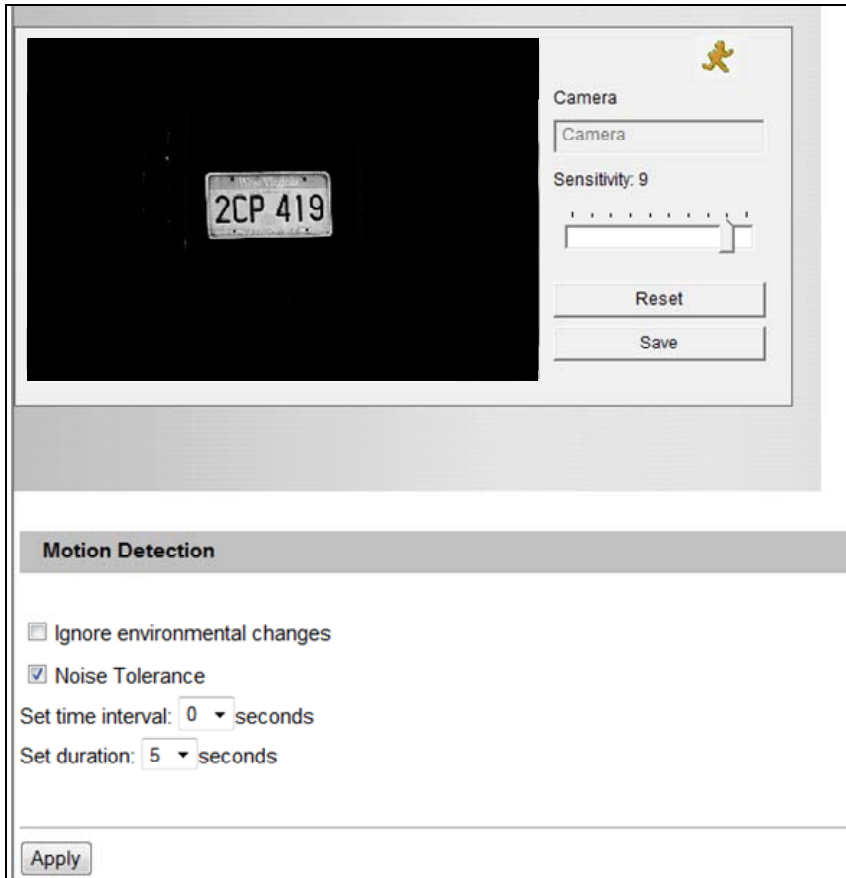 Camera
Camera
Sensitivity: 9
2CP 419
Reset
Save
Motion Detection
Ignore environmental changes
Noise Tolerance
Set time interval: 0 seconds
Set duration: 5 seconds
Apply